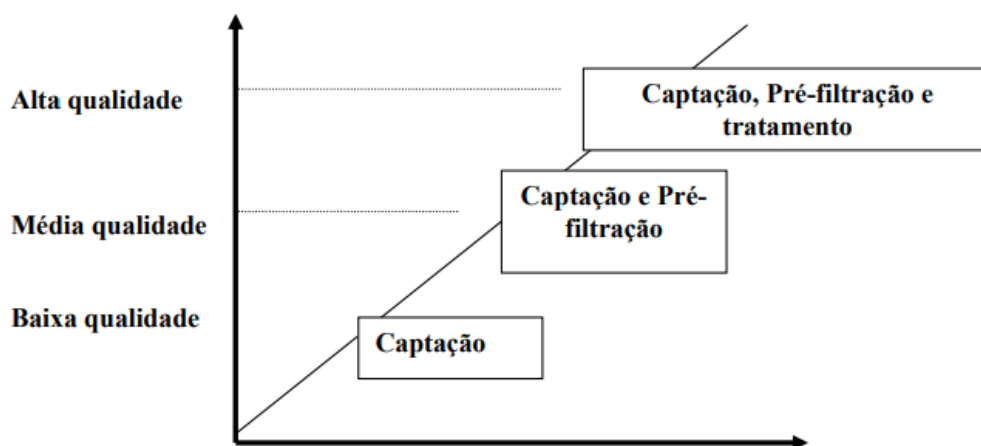 Alta qualidade
Captação, Pré-filtração e
tratamento
Média qualidade
Captação e Pré-
filtração
Baixa qualidade
Captação